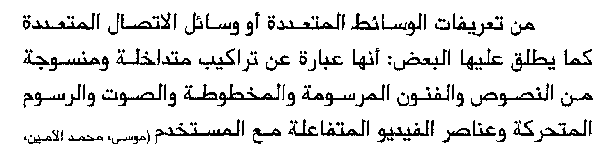 من تعريفات الوسائط المتعددة أو وسائل الاتصال المتعددة
كما يطلق عليها البعض: أنها عبارة عن تراكيب متداخلة ومنسوجة
من النصوص والفنون المرسومة والمخطوطة والصوت والرسوم
المتحركة وعناصر الفيديو المتفاعلة مع المستخدم (موسى، محمد الأمين،